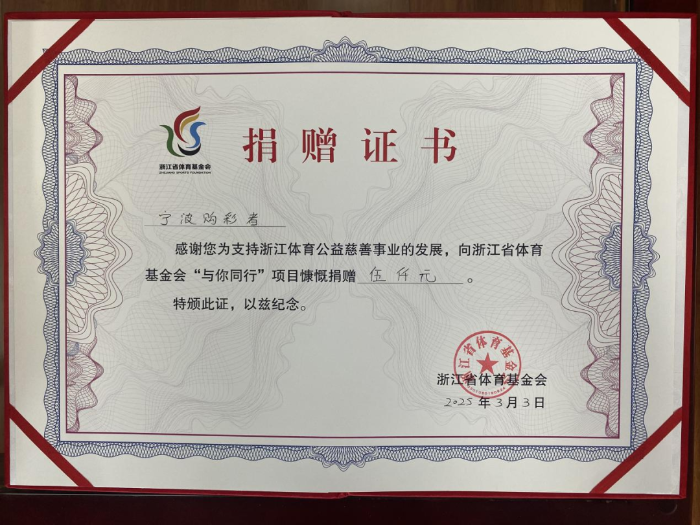 捐赠证书
浙江省体育基金会
ZHEJIANG SPORTS FOUNDATION
宁波购彩者
感谢您为支持浙江体育公益慈善事业的发展，向浙江省体育
基金会“与你同行”项目慷慨捐赠 伍仟元 。
特颁此证，以兹纪念。
浙江省体育基金会
浙江省体育基金会
2025年3月3日